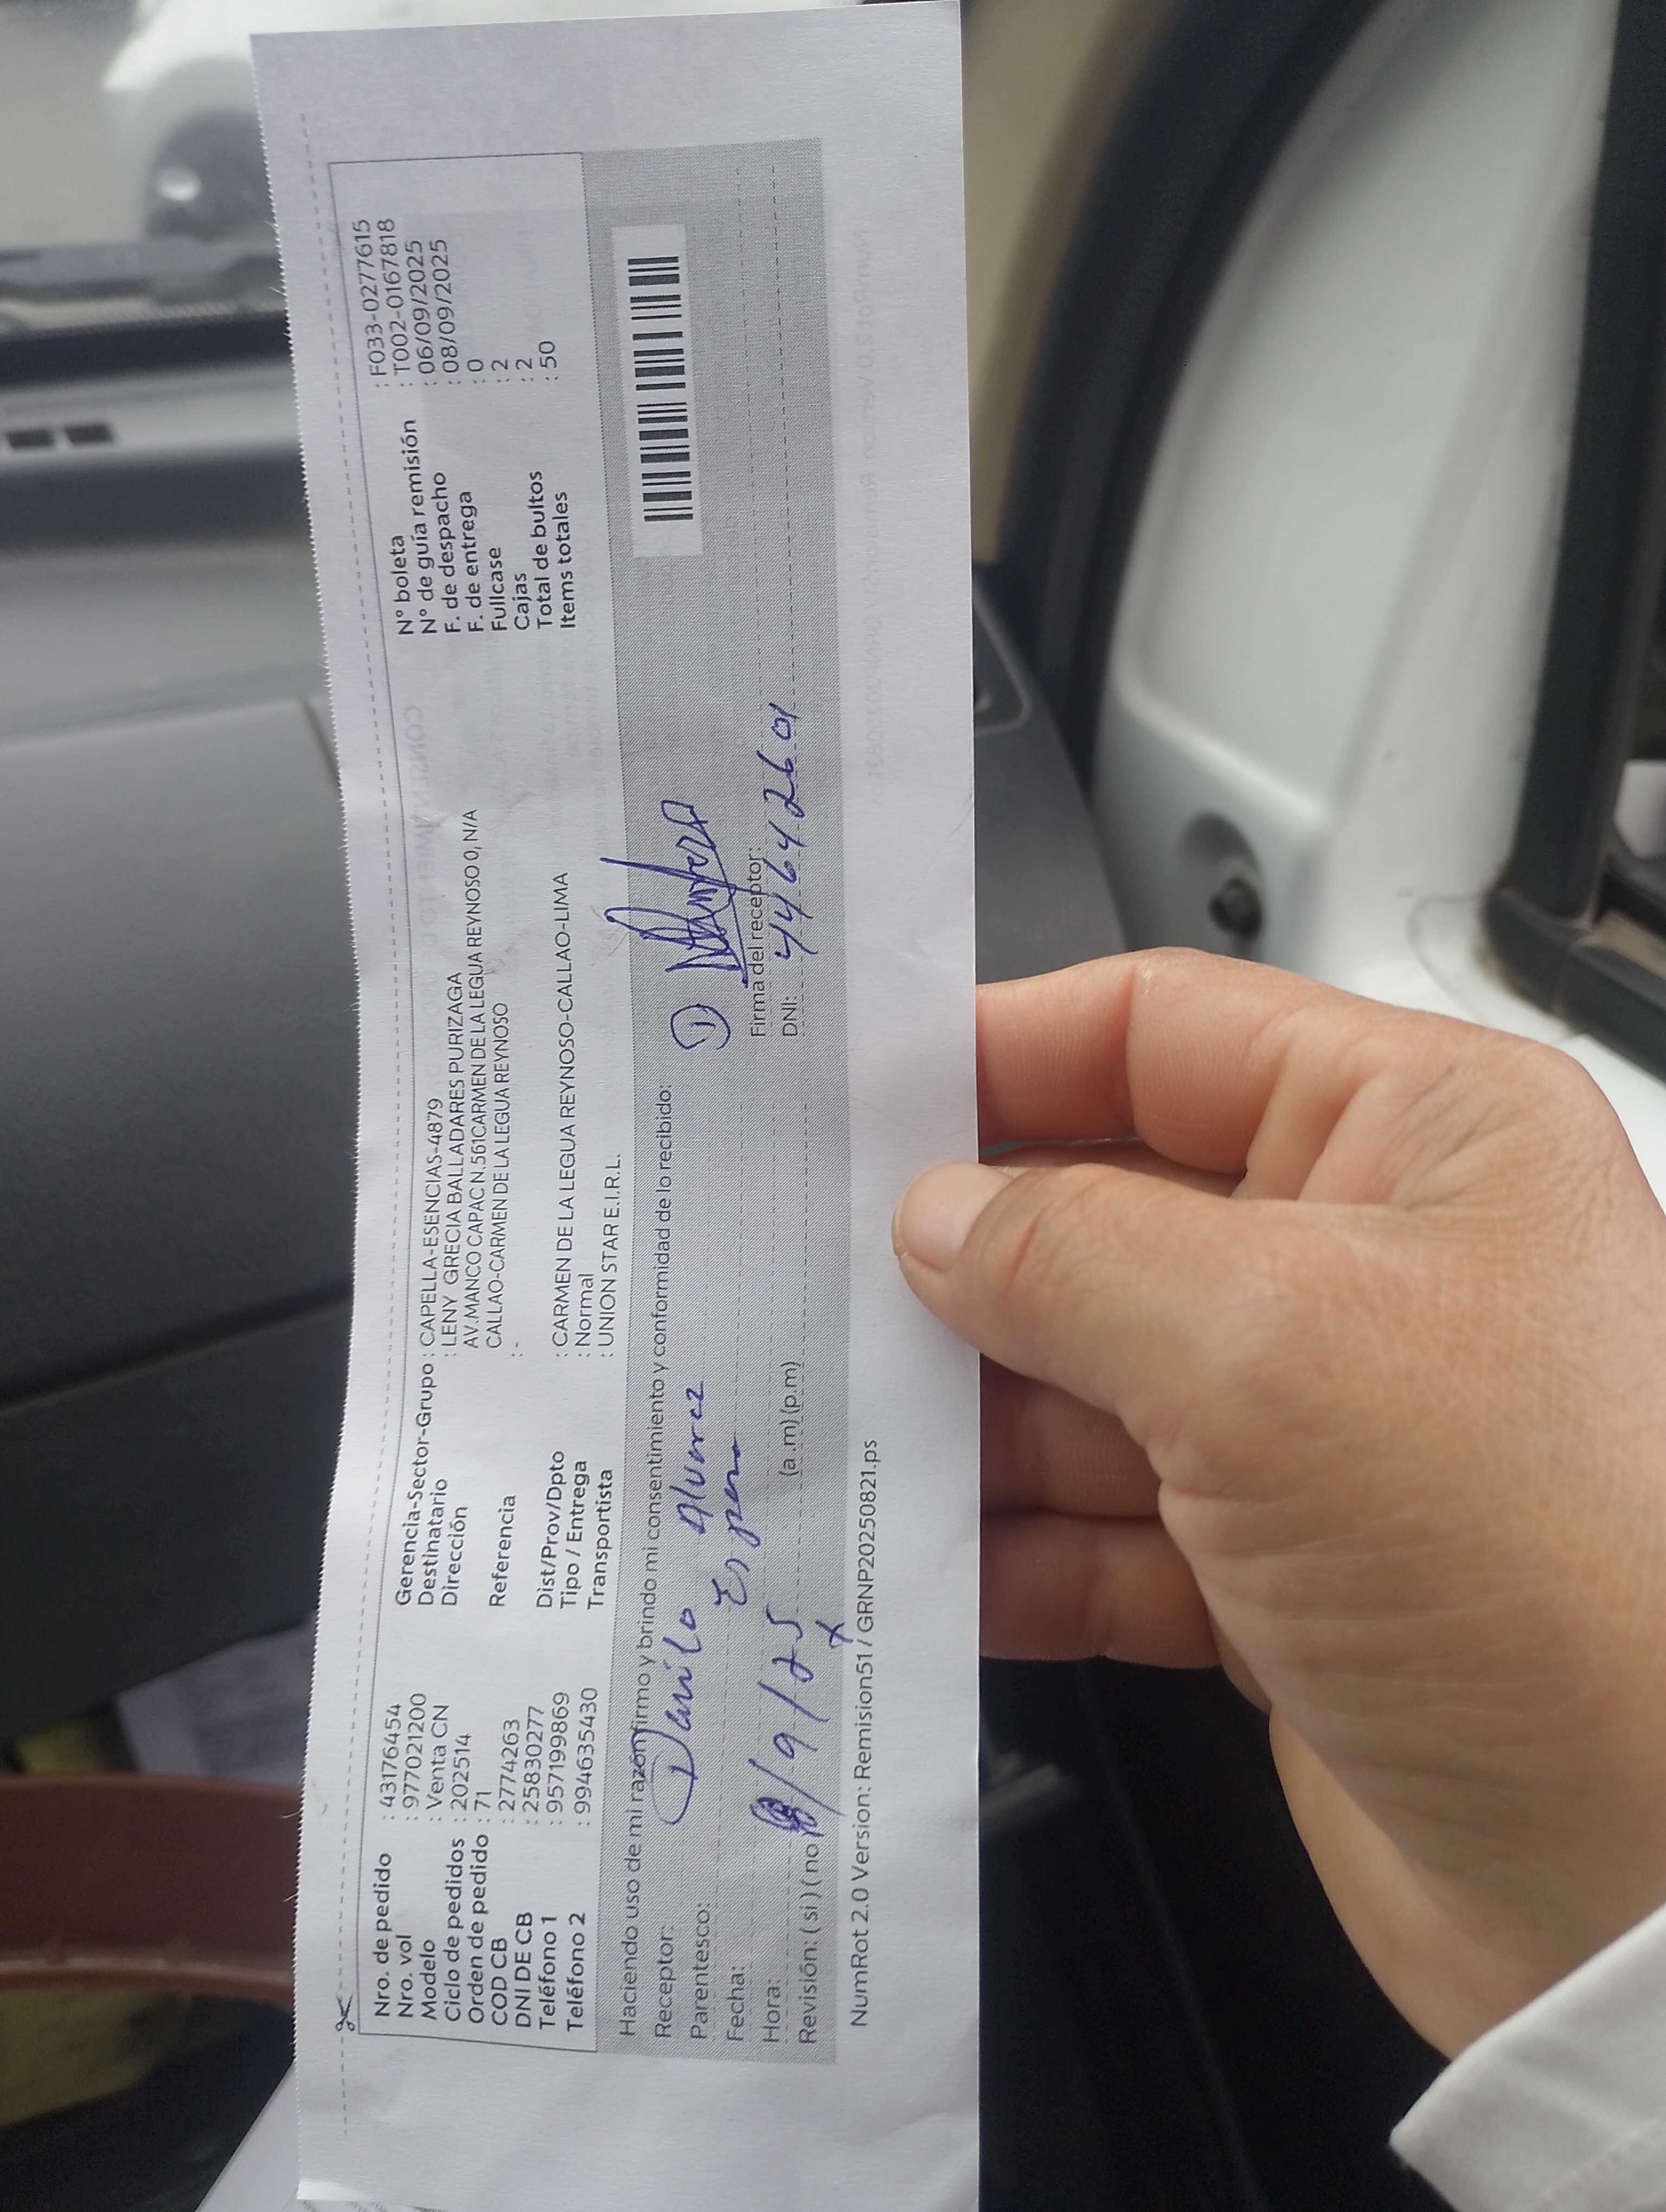 Nro. de pedido : 43176454
Nro. vol : 977021200
Modelo : Venta CN
Ciclo de pedidos : 202514
Orden de pedido : 71
COD CB : 2774263
DNI DE CB : 25830277
Teléfono 1 : 957199869
Teléfono 2 : 994635430
Gerencia-Sector-Grupo : CAPELLA-ESENCIAS-4879
Destinatario : LENY GRECIA BALLADARES PURIZAGA
Dirección AV.MANCO CAPAC N.561CARMEN DE LA LEGUA REYNOSO 0, N/A
CALLAO-CARMEN DE LA LEGUA REYNOSO
Referencia : -
Dist/Prov/Dpto : CARMEN DE LA LEGUA REYNOSO-CALLAO-LIMA
Tipo / Entrega : Normal
Transportista : UNION STAR E.I.R.L.
N° boleta : F033-0277615
N° de guía remisión : T002-0167818
F. de despacho : 06/09/2025
F. de entrega : 08/09/2025
Fullcase : 0
Cajas : 2
Total de bultos : 2
Items totales : 50
Haciendo uso de mi razón firmo y brindo mi consentimiento y conformidad de lo recibido:
Receptor: Danilo Alvarez
Parentesco:
Fecha: /9/25
Hora: (a.m) (p.m)
Revisión: ( si ) ( no
Firma del receptor:
DNI: 44642601
NumRot 2.0 Version: Remision51 / GRNP20250821.ps